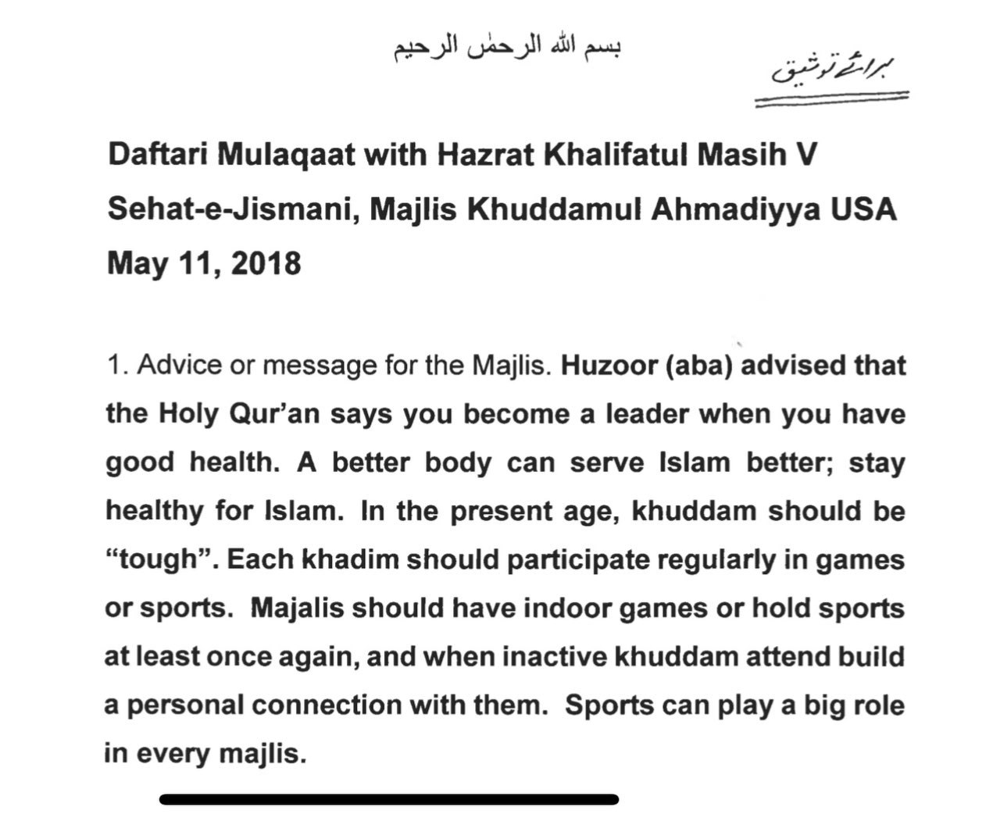 بسم الله الرحمٰن الرحيم
برائے توثیق
Daftari Mulaqaat with Hazrat Khalifatul Masih V
Sehat-e-Jismani, Majlis Khuddamul Ahmadiyya USA
May 11, 2018
1. Advice or message for the Majlis. Huzoor (aba) advised that
the Holy Qur’an says you become a leader when you have
good health. A better body can serve Islam better; stay
healthy for Islam. In the present age, khuddam should be
“tough”. Each khadim should participate regularly in games
or sports. Majalis should have indoor games or hold sports
at least once again, and when inactive khuddam attend build
a personal connection with them. Sports can play a big role
in every majlis.